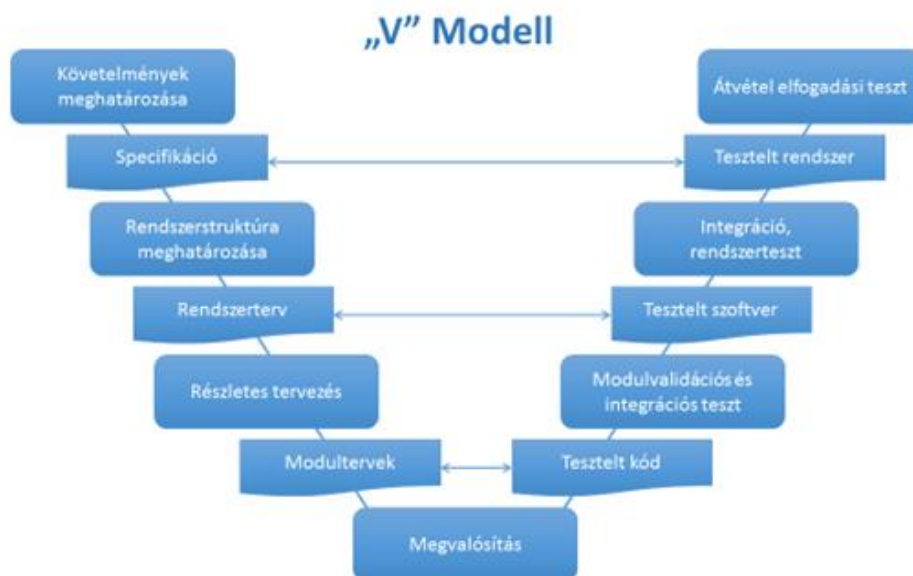 „V” Modell
Követelmények
meghatározása
Átvétel elfogadási teszt
Specifikáció
Tesztelt rendszer
Rendszerstruktúra
meghatározása
Integráció,
rendszerteszt
Rendszerterv
Tesztelt szoftver
Részletes tervezés
Modulvalidációs és
integrációs teszt
Modultervek
Tesztelt kód
Megvalósítás